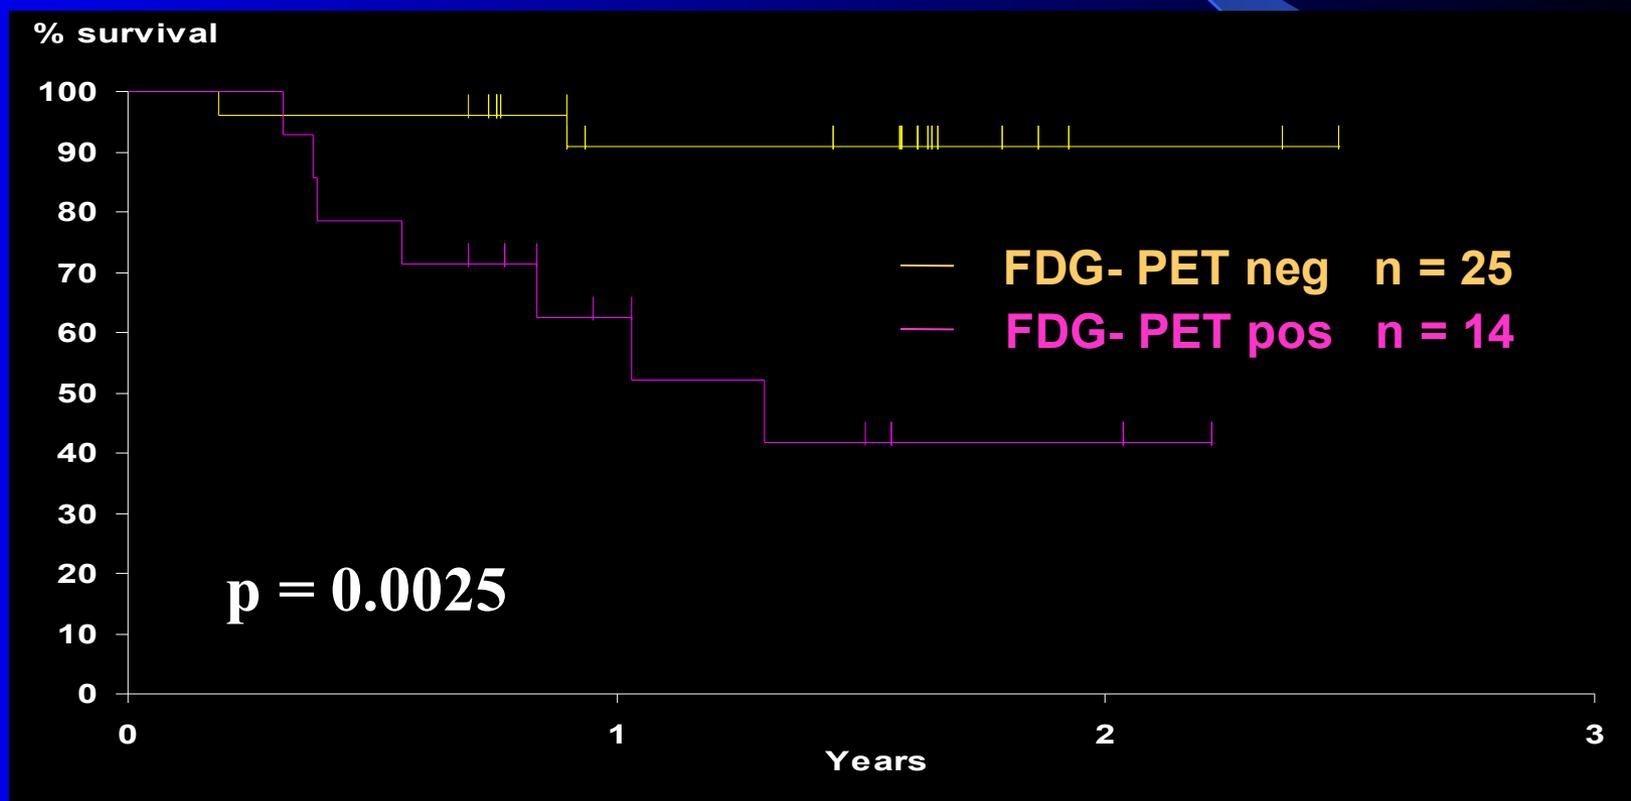 % survival
100
90
80
70
60
50
40
30
20
10
0
FDG- PET neg n = 25
FDG- PET pos n = 14
p = 0.0025
0 1 2 3
Years